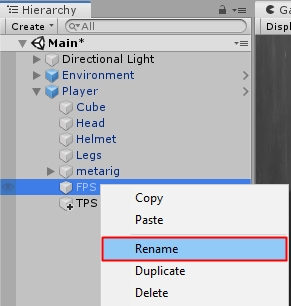 Hierarchy
Create All
Main*
Directional Light
Environment
Player
Cube
Head
Helmet
Legs
metarig
FPS
TPS
Copy
Paste
Rename
Duplicate
Delete
Ga
Displ